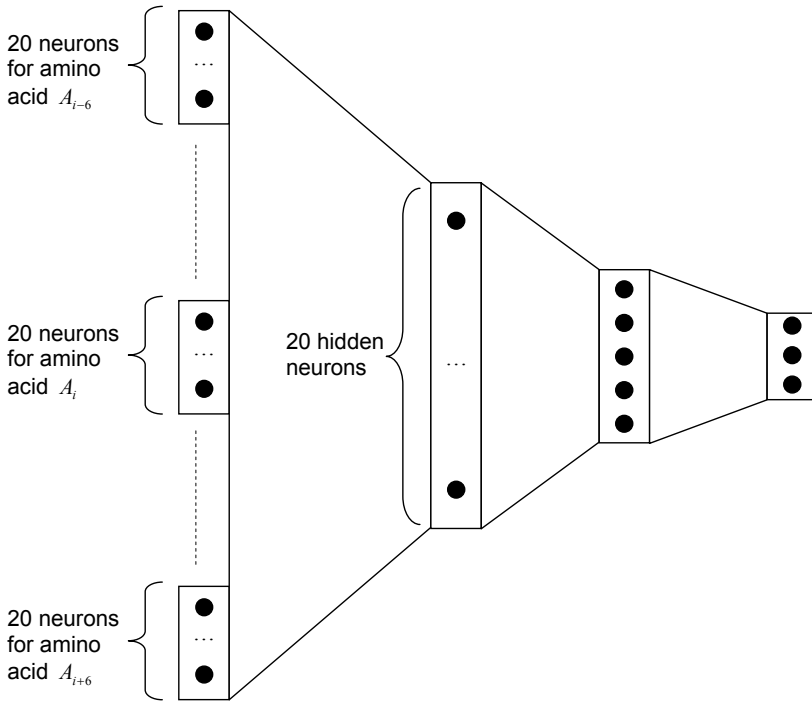 20 neurons
for amino
acid A_{i−6}
…
20 neurons
for amino
acid A_i
…
20 hidden
neurons
…
20 neurons
for amino
acid A_{i+6}
…